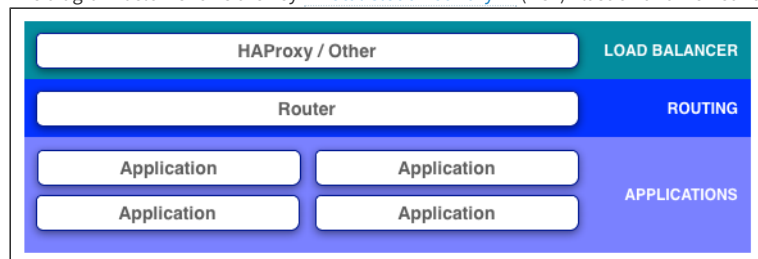 HAProxy / Other
LOAD BALANCER
Router
ROUTING
Application
Application
APPLICATIONS
Application
Application